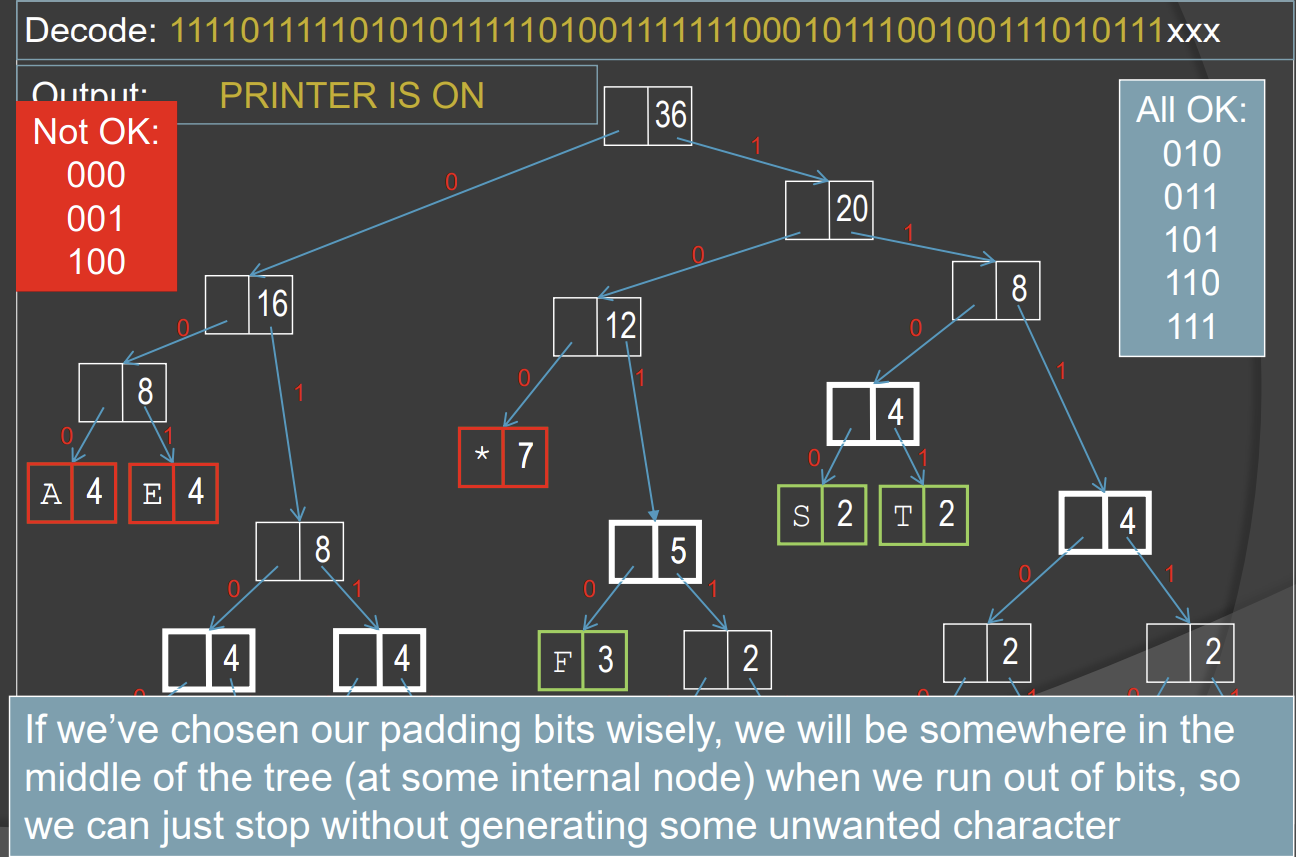 Decode: 11110111110101011111010011111110001011100100111010111xxx
Output: PRINTER IS ON
Not OK:
000
001
100
All OK:
010
011
101
110
111
36
0 1
20
0 1
16 12 8
0 1 0 1 0 1
8 * 7 4
0 1 0 1
A 4 E 4 S 2 T 2 4
8 5 0 1
0 1 0 1
4 4 F 3 2 2 2
If we've chosen our padding bits wisely, we will be somewhere in the
middle of the tree (at some internal node) when we run out of bits, so
we can just stop without generating some unwanted character